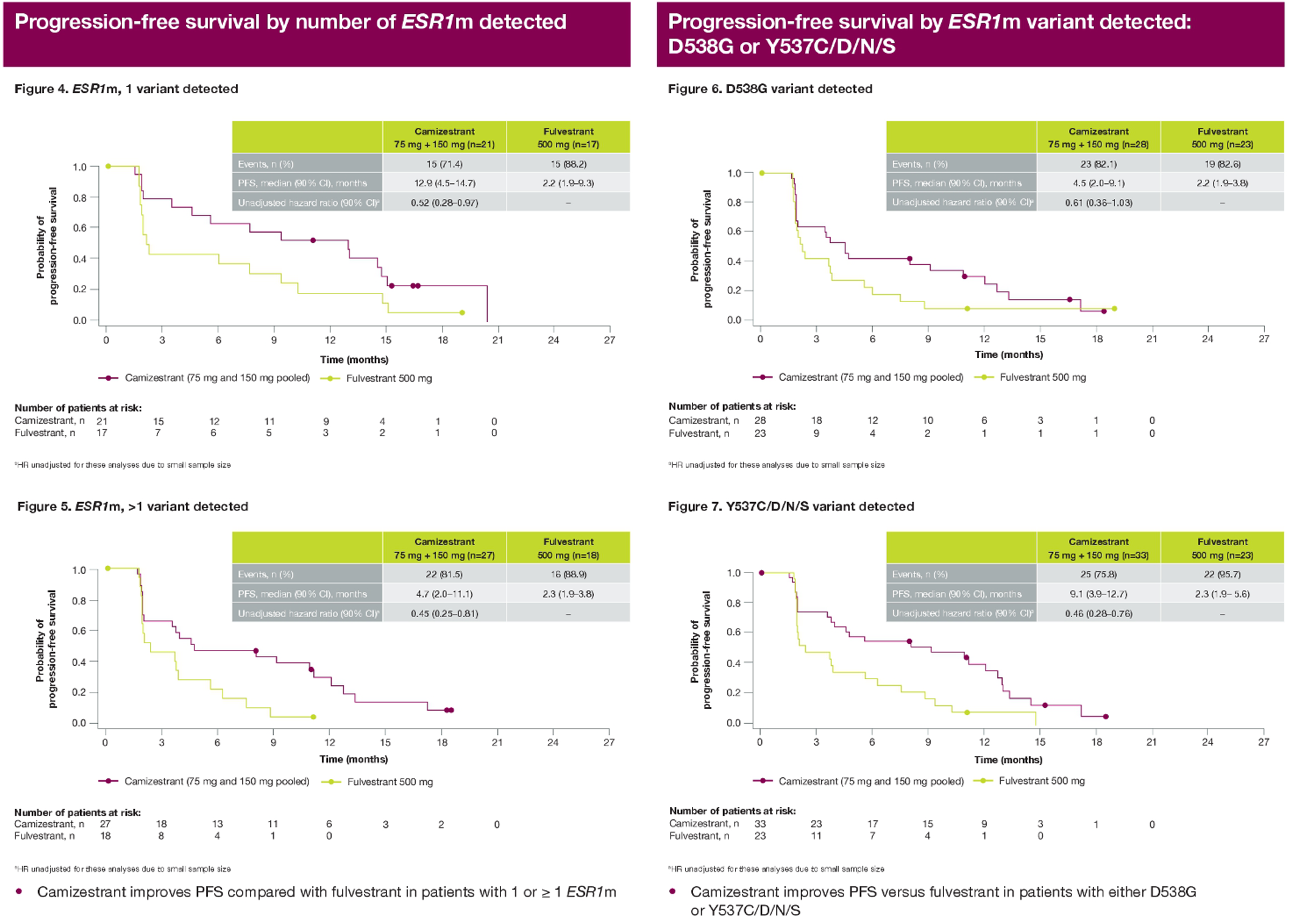 Progression-free survival by number of ESR1m detected
Figure 4. ESR1m, 1 variant detected
Camizestrant
75 mg + 150 mg (n=21)
Fulvestrant
500 mg (n=17)
Events, n (%) 15 (71.4) 15 (88.2)
PFS, median (90% CI), months 12.9 (4.5–14.7) 2.2 (1.9–9.3)
Unadjusted hazard ratio (90% CI)ᵃ 0.52 (0.28–0.97) –
Probability of
progression-free survival
1.0
0.8
0.6
0.4
0.2
0.0
0 3 6 9 12 15 18 21 24 27
Time (months)
Camizestrant (75 mg and 150 mg pooled) Fulvestrant 500 mg
Number of patients at risk:
Camizestrant, n 21 15 12 11 9 4 1 0
Fulvestrant, n 17 7 6 5 3 2 1 0
ᵃHR unadjusted for these analyses due to small sample size
Figure 5. ESR1m, >1 variant detected
Camizestrant
75 mg + 150 mg (n=27)
Fulvestrant
500 mg (n=18)
Events, n (%) 22 (81.5) 16 (88.9)
PFS, median (90% CI), months 4.7 (2.0–11.1) 2.3 (1.9–3.8)
Unadjusted hazard ratio (90% CI)ᵃ 0.45 (0.25–0.81) –
Probability of
progression-free survival
1.0
0.8
0.6
0.4
0.2
0.0
0 3 6 9 12 15 18 21 24 27
Time (months)
Camizestrant (75 mg and 150 mg pooled) Fulvestrant 500 mg
Number of patients at risk:
Camizestrant, n 27 18 13 11 6 3 2 0
Fulvestrant, n 18 8 4 1 0
ᵃHR unadjusted for these analyses due to small sample size
• Camizestrant improves PFS compared with fulvestrant in patients with 1 or ≥ 1 ESR1m
Progression-free survival by ESR1m variant detected:
D538G or Y537C/D/N/S
Figure 6. D538G variant detected
Camizestrant
75 mg + 150 mg (n=28)
Fulvestrant
500 mg (n=23)
Events, n (%) 23 (82.1) 19 (82.6)
PFS, median (90% CI), months 4.5 (2.0–9.1) 2.2 (1.9–3.8)
Unadjusted hazard ratio (90% CI)ᵃ 0.61 (0.36–1.03) –
Probability of
progression-free survival
1.0
0.8
0.6
0.4
0.2
0.0
0 3 6 9 12 15 18 21 24 27
Time (months)
Camizestrant (75 mg and 150 mg pooled) Fulvestrant 500 mg
Number of patients at risk:
Camizestrant, n 28 18 12 10 6 3 1 0
Fulvestrant, n 23 9 4 2 1 1 1 0
ᵃHR unadjusted for these analyses due to small sample size
Figure 7. Y537C/D/N/S variant detected
Camizestrant
75 mg + 150 mg (n=33)
Fulvestrant
500 mg (n=23)
Events, n (%) 25 (75.8) 22 (95.7)
PFS, median (90% CI), months 9.1 (3.9–12.7) 2.3 (1.9– 5.6)
Unadjusted hazard ratio (90% CI)ᵃ 0.46 (0.28–0.76) –
Probability of
progression-free survival
1.0
0.8
0.6
0.4
0.2
0.0
0 3 6 9 12 15 18 21 24 27
Time (months)
Camizestrant (75 mg and 150 mg pooled) Fulvestrant 500 mg
Number of patients at risk:
Camizestrant, n 33 23 17 15 9 3 1 0
Fulvestrant, n 23 11 7 4 1 0
ᵃHR unadjusted for these analyses due to small sample size
• Camizestrant improves PFS versus fulvestrant in patients with either D538G
or Y537C/D/N/S